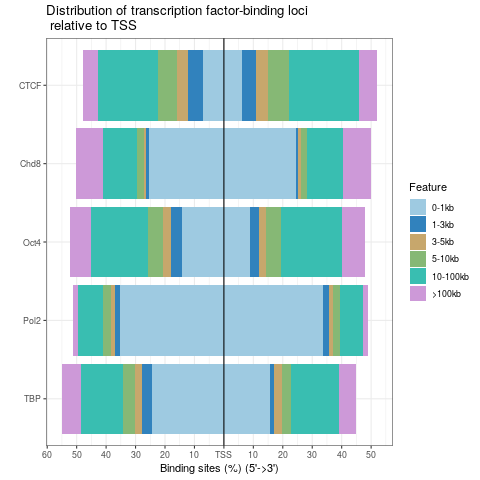 Distribution of transcription factor-binding loci
relative to TSS
CTCF
Chd8
Oct4
Pol2
TBP
60 50 40 30 20 10 TSS 10 20 30 40 50
Binding sites (%) (5'->3')
Feature
0-1kb
1-3kb
3-5kb
5-10kb
10-100kb
>100kb